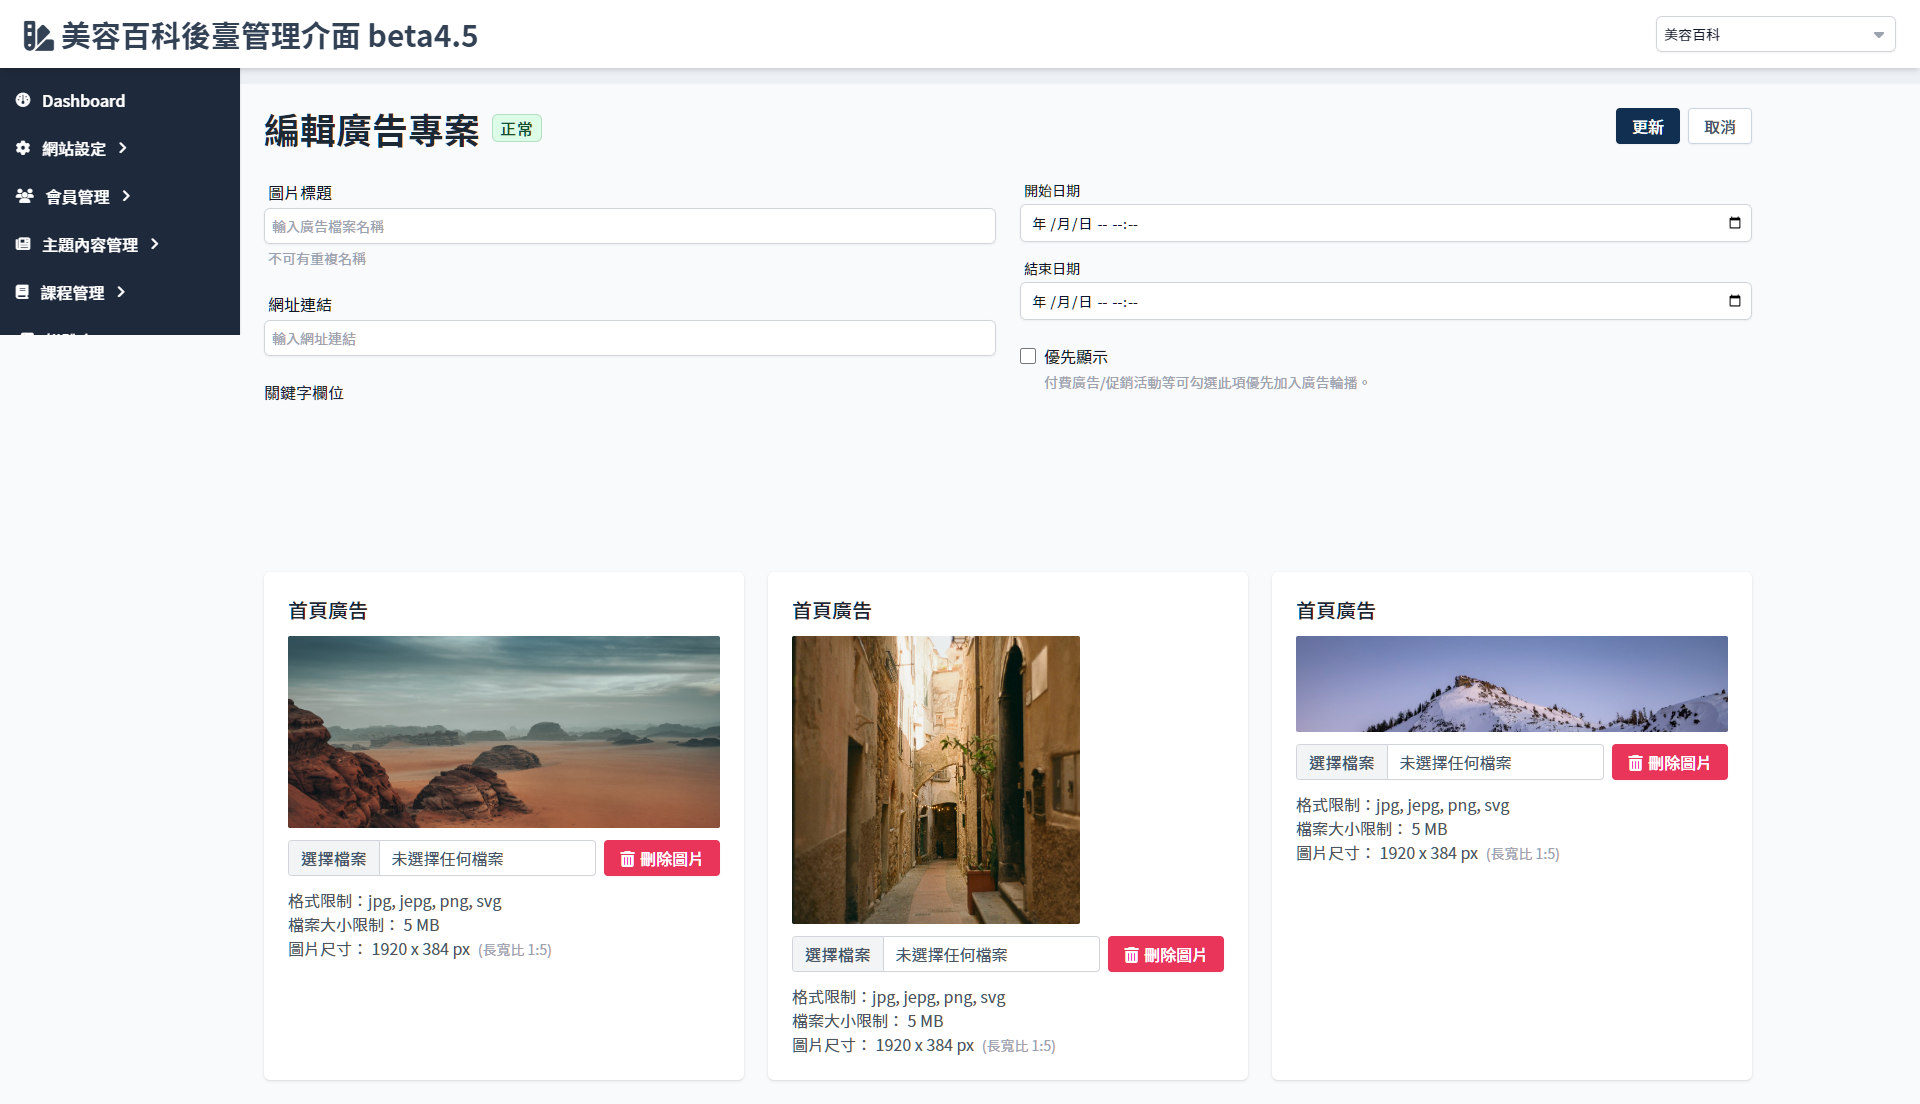 美容百科後臺管理介面 beta4.5
美容百科
Dashboard
網站設定
會員管理
主題內容管理
課程管理
編輯廣告專案
正常
更新
取消
圖片標題
輸入廣告檔案名稱
不可有重複名稱
網址連結
輸入網址連結
關鍵字欄位
開始日期
年 /月/日 -- --:--
結束日期
年 /月/日 -- --:--
優先顯示
付費廣告/促銷活動等可勾選此項優先加入廣告輪播。
首頁廣告
選擇檔案 未選擇任何檔案
刪除圖片
格式限制：jpg, jepg, png, svg
檔案大小限制： 5 MB
圖片尺寸： 1920 x 384 px (長寬比 1:5)
首頁廣告
選擇檔案 未選擇任何檔案
刪除圖片
格式限制：jpg, jepg, png, svg
檔案大小限制： 5 MB
圖片尺寸： 1920 x 384 px (長寬比 1:5)
首頁廣告
選擇檔案 未選擇任何檔案
刪除圖片
格式限制：jpg, jepg, png, svg
檔案大小限制： 5 MB
圖片尺寸： 1920 x 384 px (長寬比 1:5)